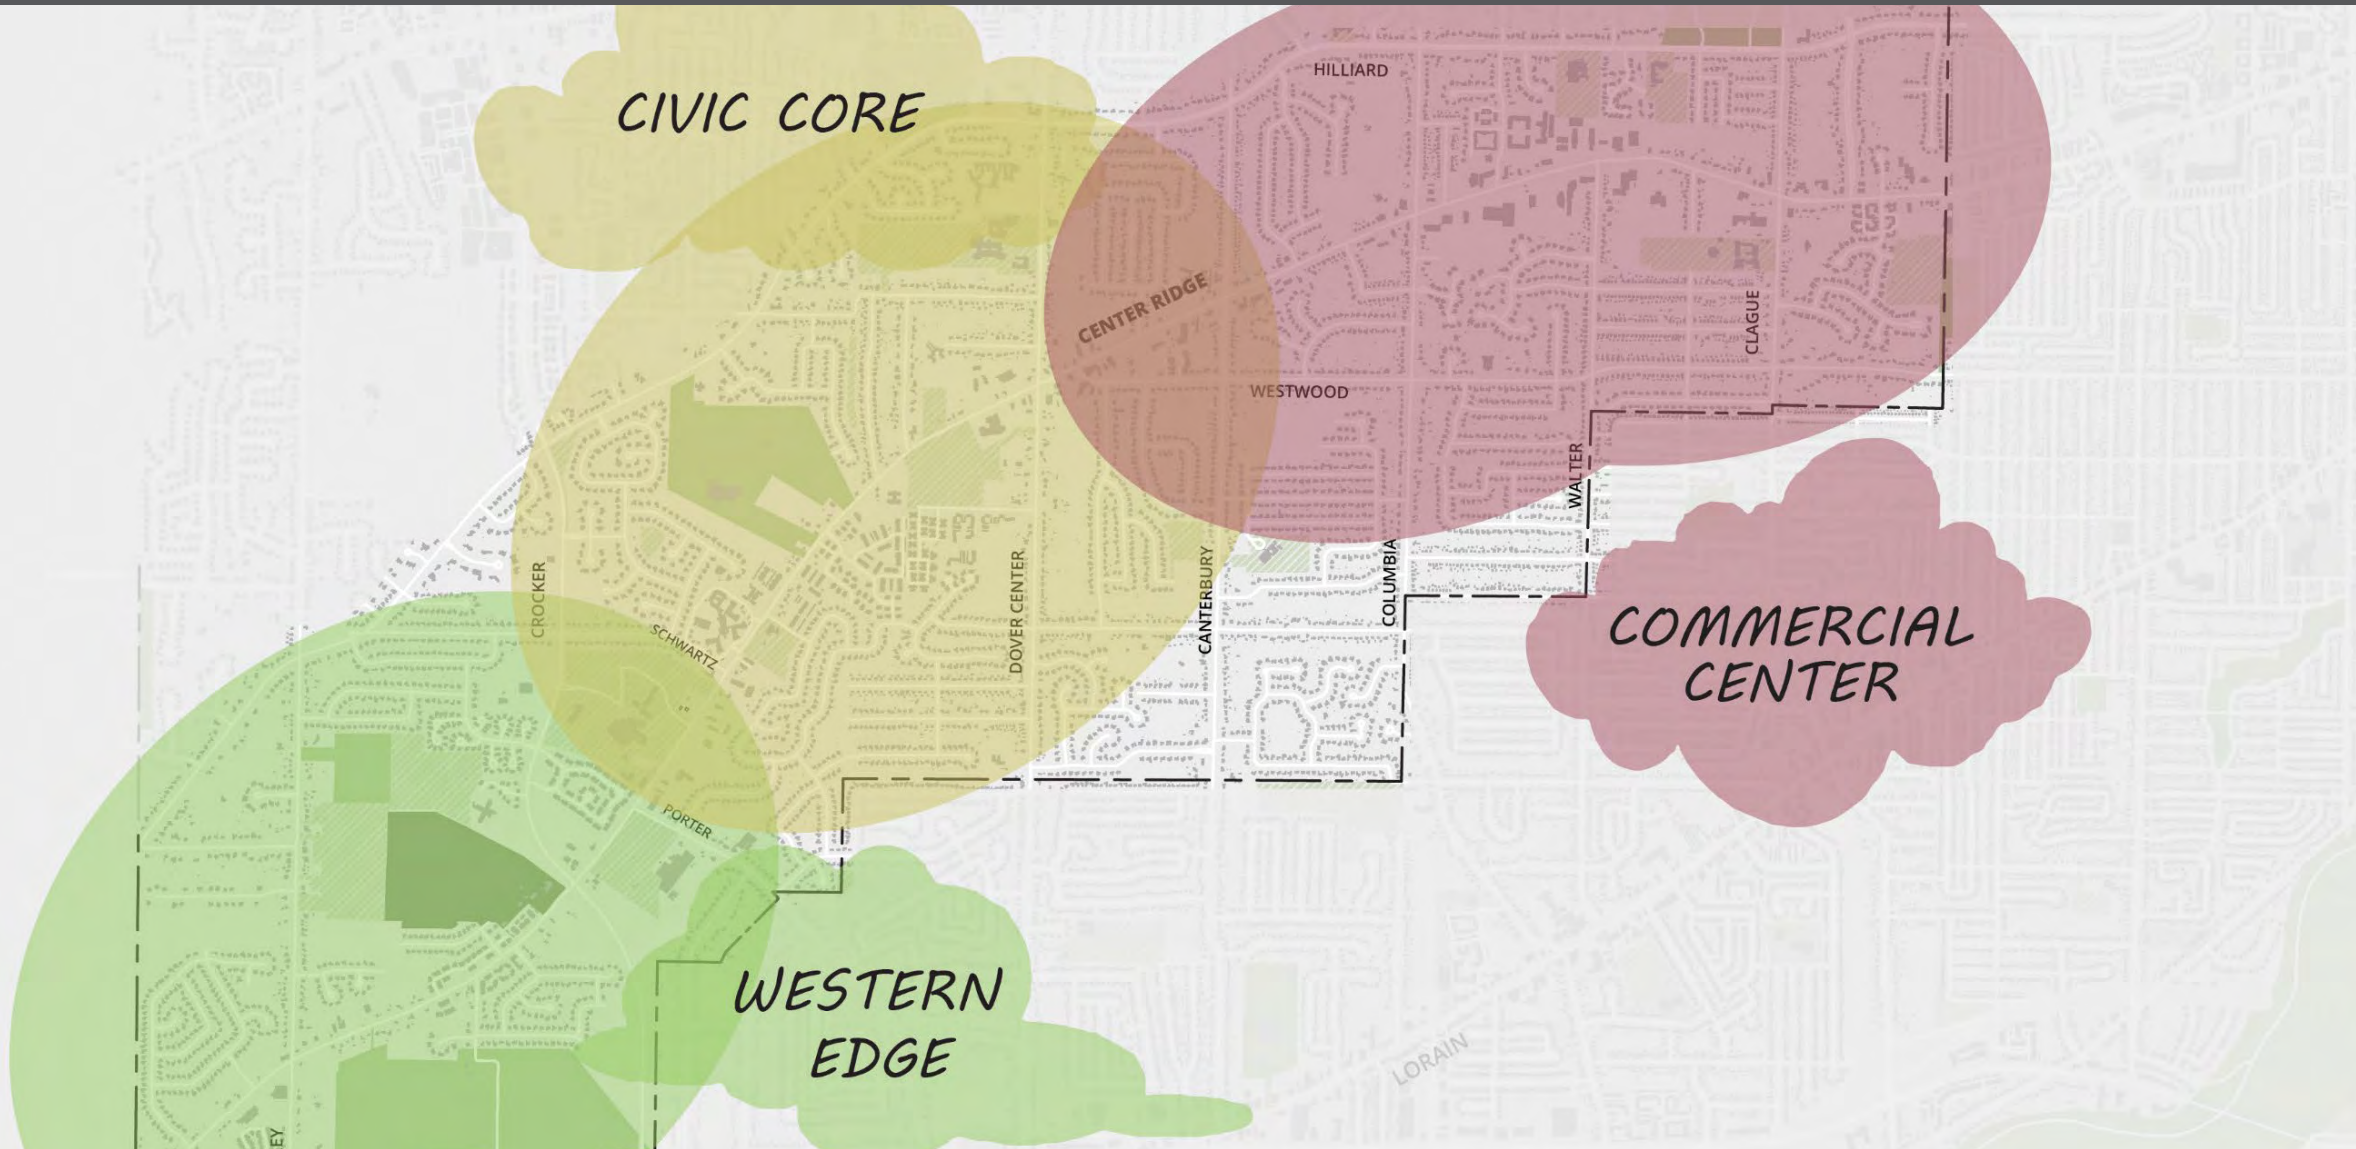 HILLIARD
CIVIC CORE
CENTER RIDGE
CLAGUE
WESTWOOD
WALTER
CROCKER
SCHWARTZ
DOVER CENTER
CANTERBURY
COLUMBIA
COMMERCIAL
CENTER
PORTER
WESTERN
EDGE
LORAIN
EY